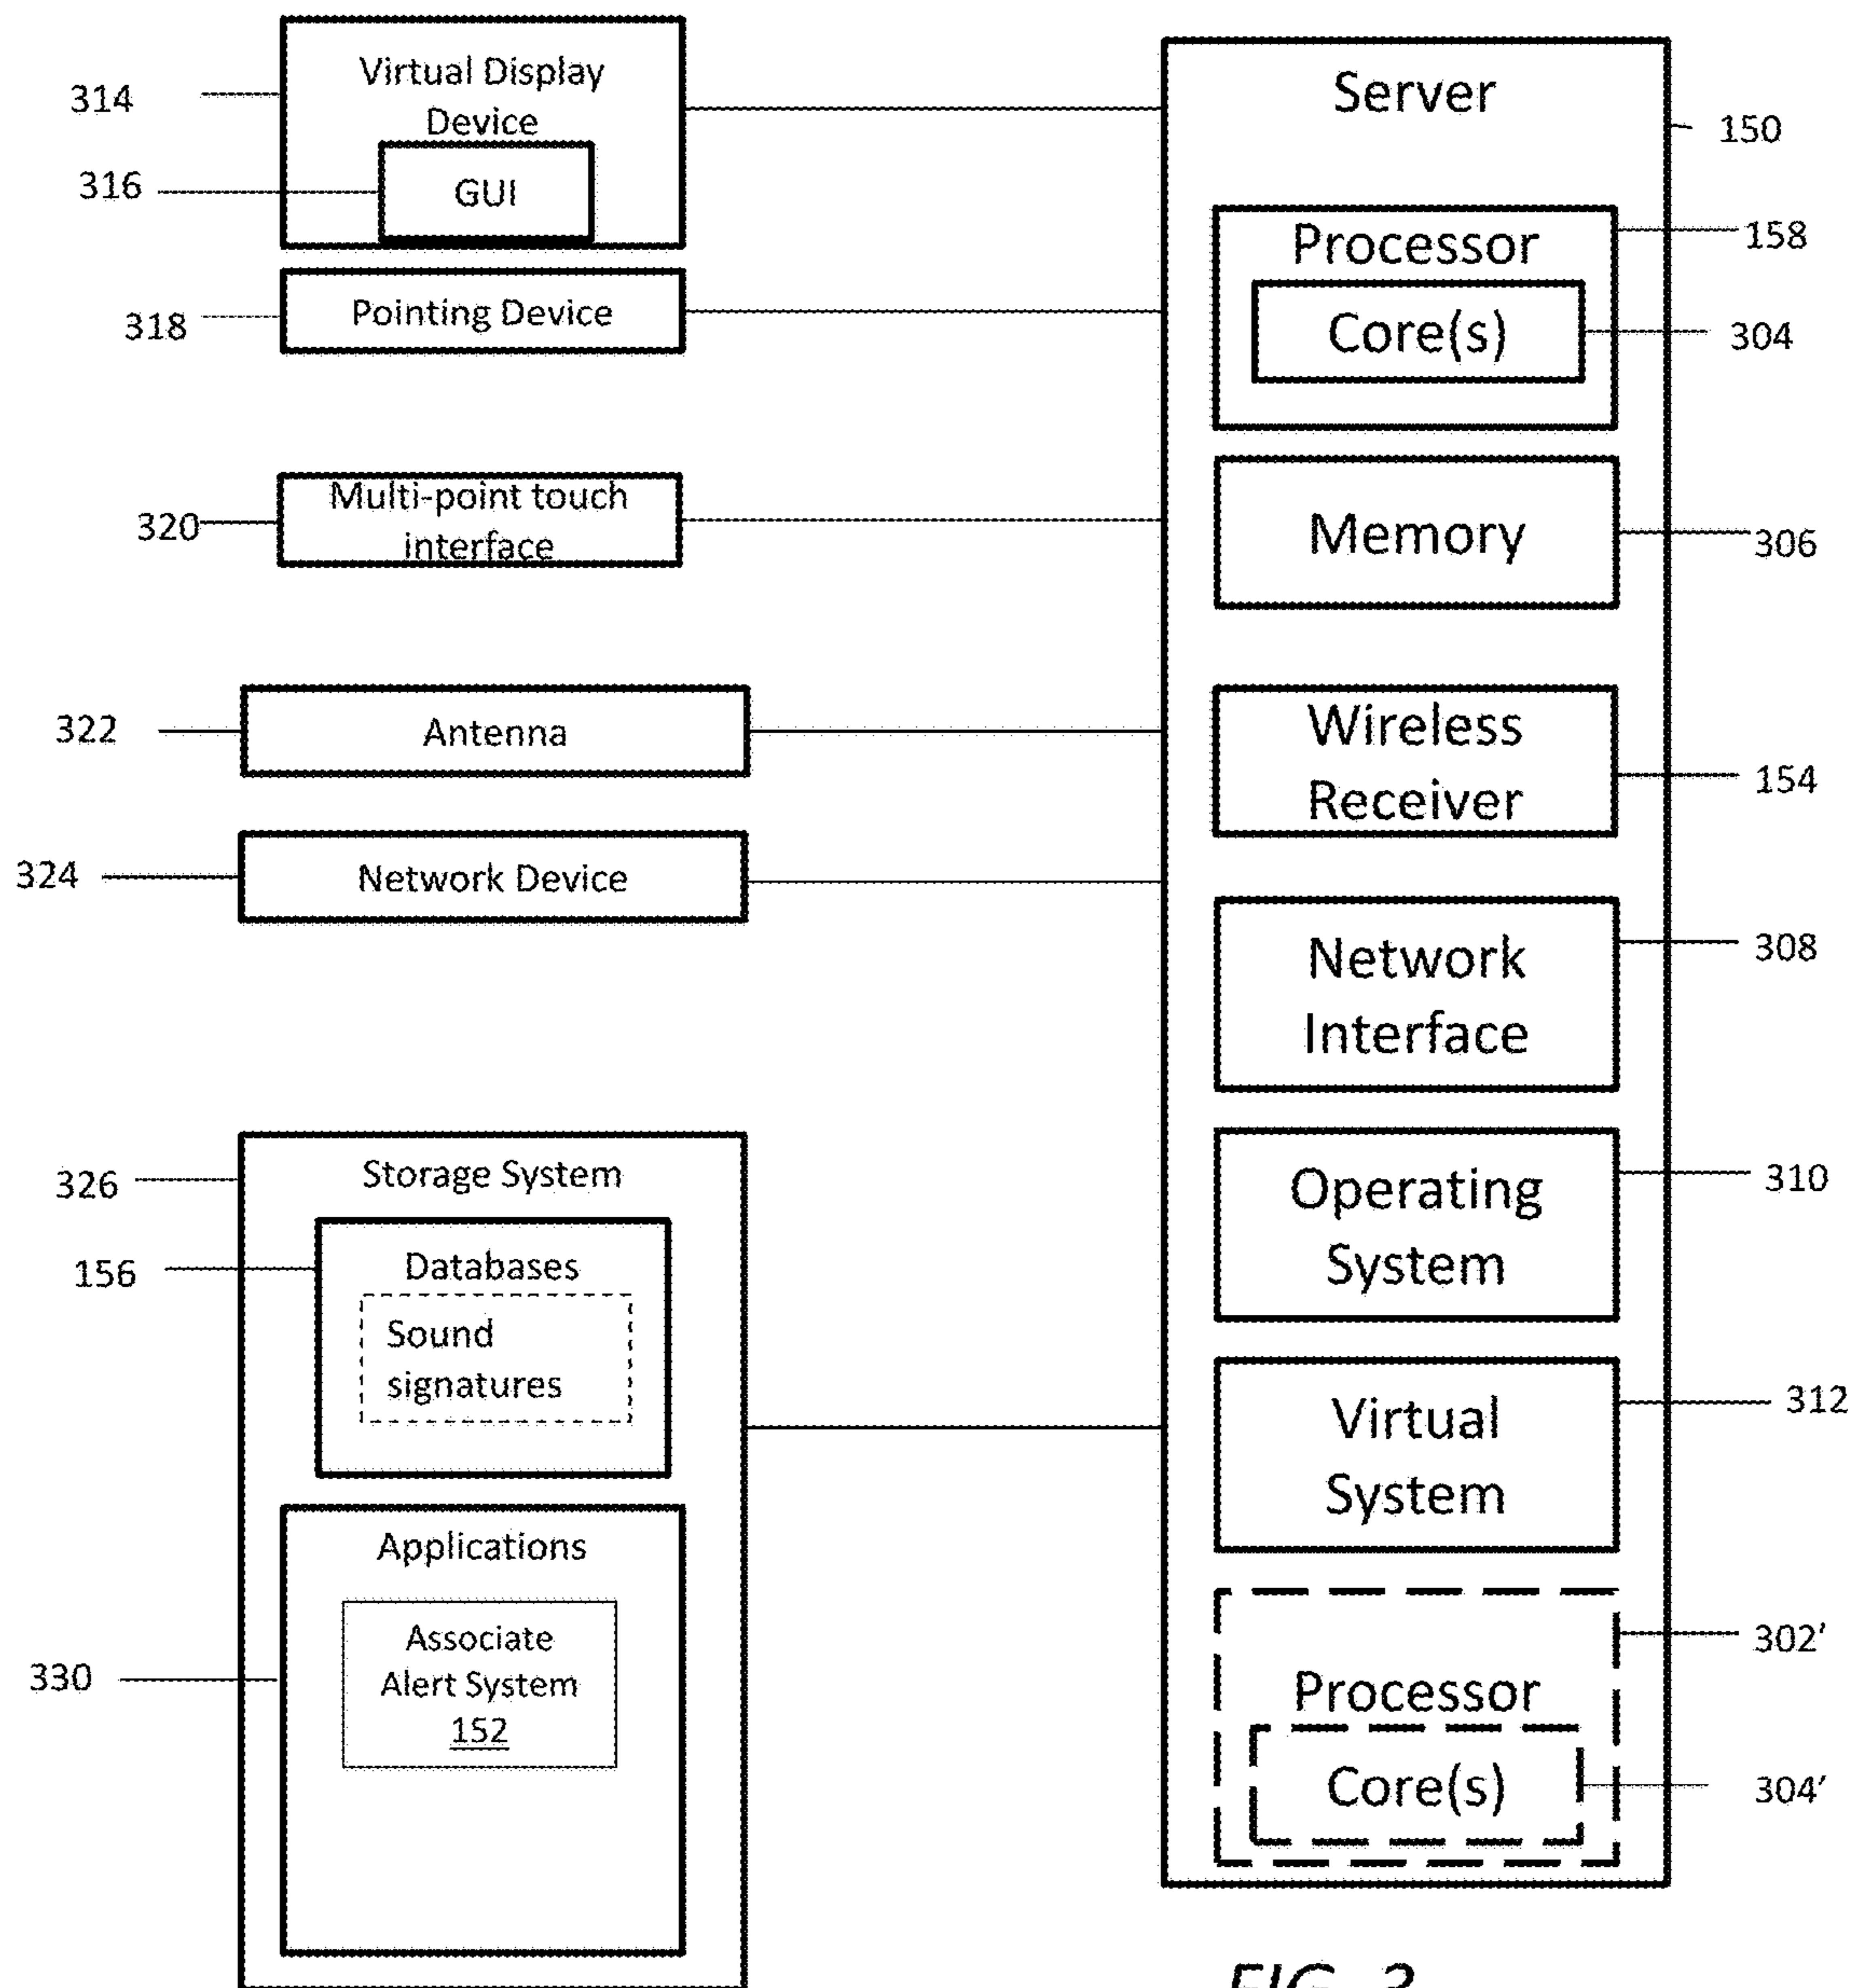 314
Virtual Display
Device
316
GUI
318
Pointing Device
320
Multi-point touch
interface
322
Antenna
324
Network Device
326
Storage System
156
Databases
Sound
signatures
330
Applications
Associate
Alert System
152
Server
150
Processor
158
Core(s)
304
Memory
306
Wireless
Receiver
154
Network
Interface
308
Operating
System
310
Virtual
System
312
302’
Processor
Core(s)
304’
FIG. 3